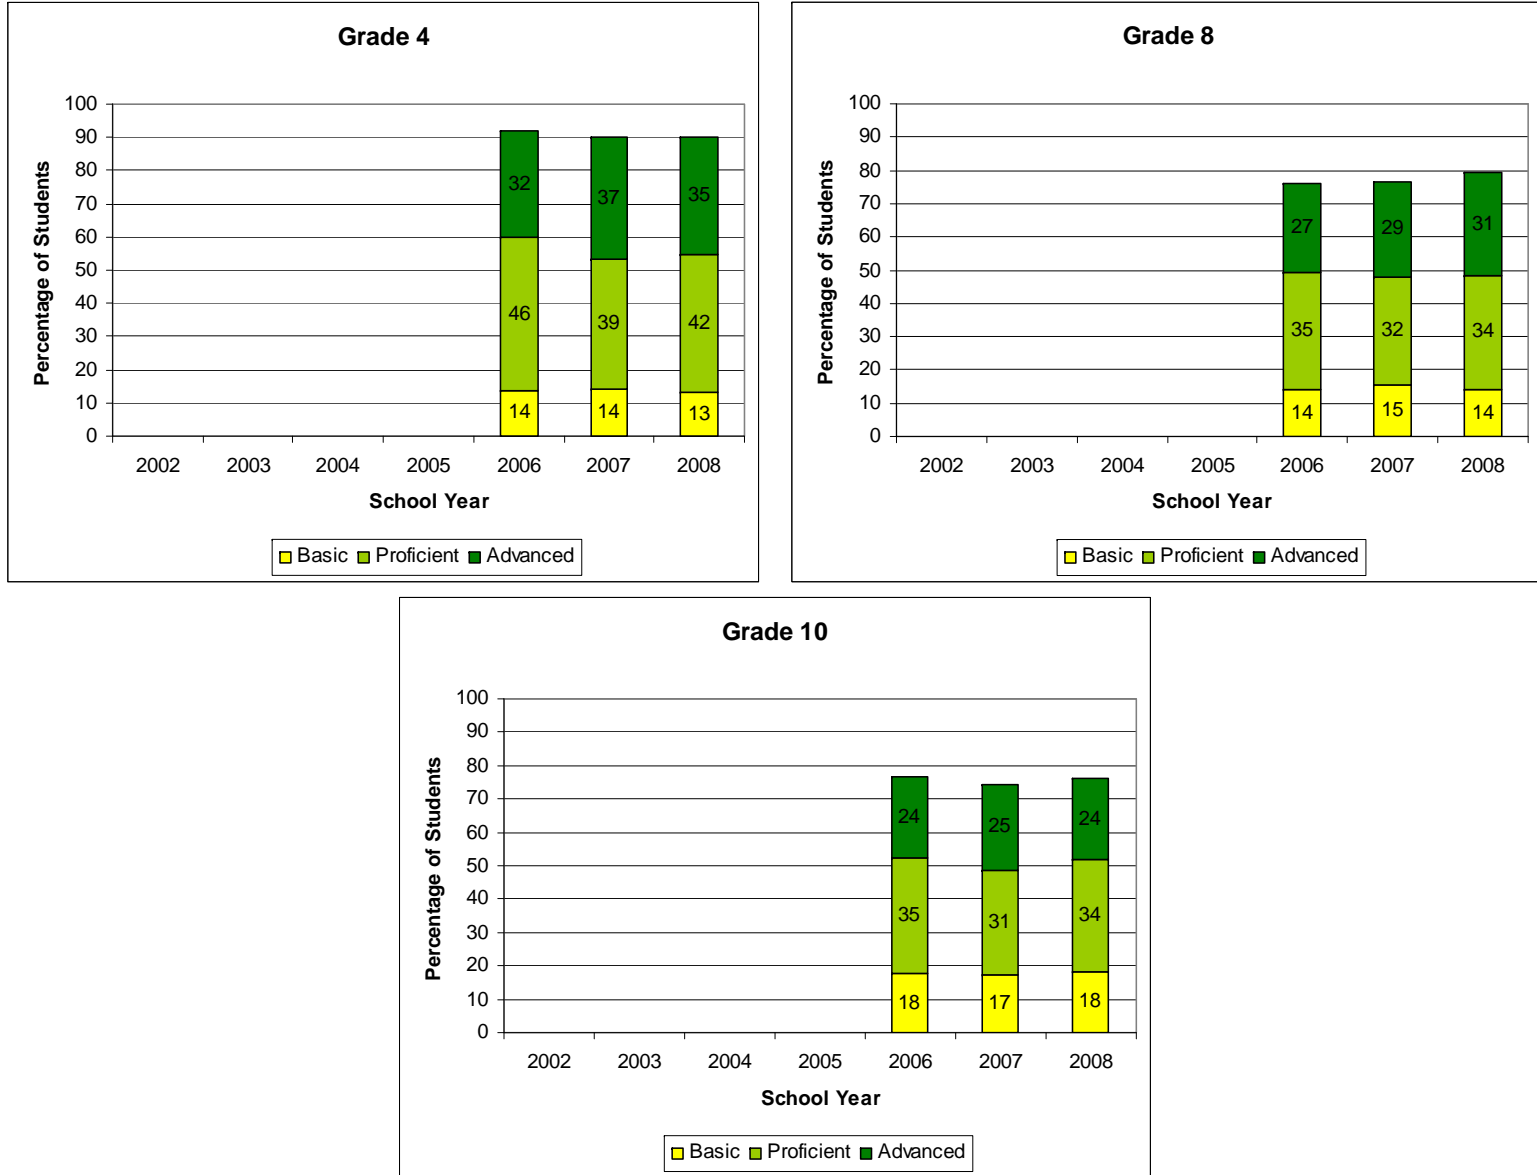 Grade 4
Percentage of Students
100
90
80
70
60
50
40
30
20
10
0
32 37 35
46 39 42
14 14 13
2002 2003 2004 2005 2006 2007 2008
School Year
Basic Proficient Advanced
Grade 8
Percentage of Students
100
90
80
70
60
50
40
30
20
10
0
27 29 31
35 32 34
14 15 14
2002 2003 2004 2005 2006 2007 2008
School Year
Basic Proficient Advanced
Grade 10
Percentage of Students
100
90
80
70
60
50
40
30
20
10
0
24 25 24
35 31 34
18 17 18
2002 2003 2004 2005 2006 2007 2008
School Year
Basic Proficient Advanced